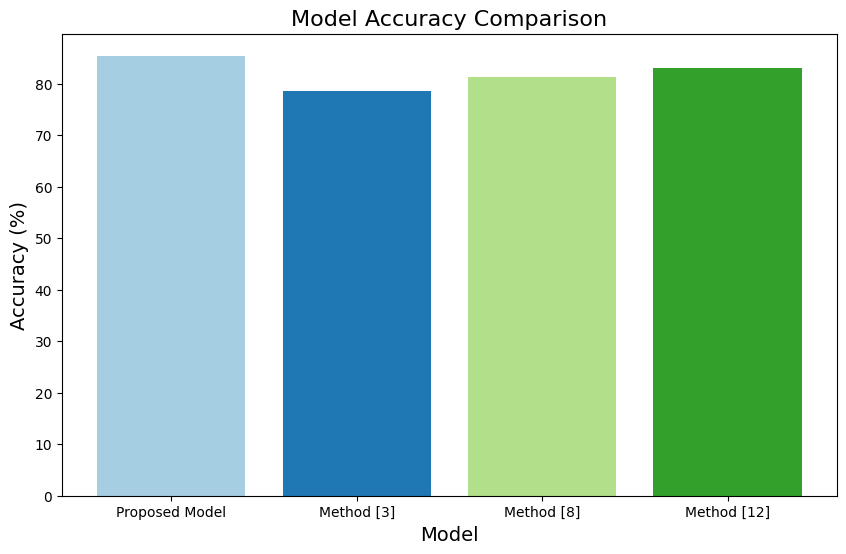 Model Accuracy Comparison
Accuracy (%)
80
70
60
50
40
30
20
10
0
Proposed Model Method [3] Method [8] Method [12]
Model